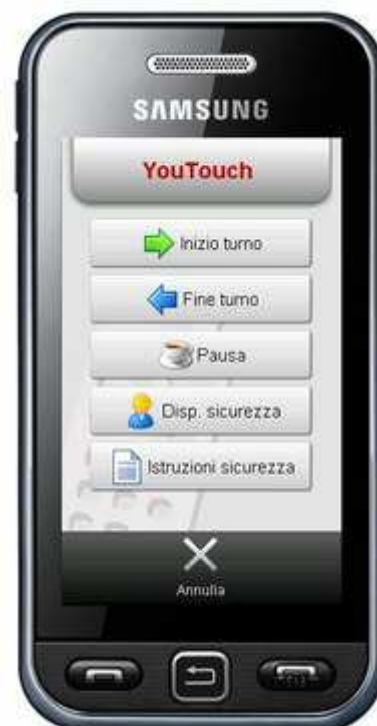 SAMSUNG
YouTouch
Inizio turno
Fine turno
Pausa
Disp. sicurezza
Istruzioni sicurezza
Annulla